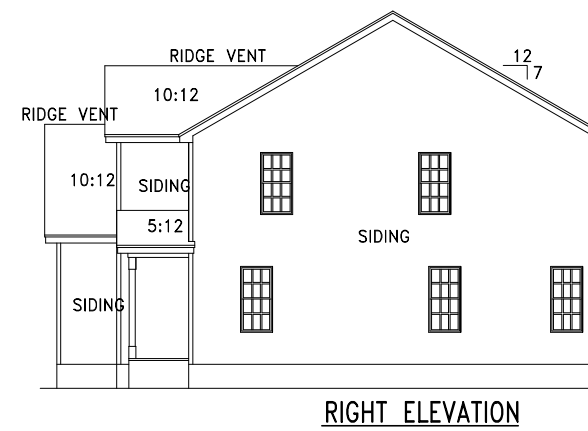 RIDGE VENT
12
7
10:12
RIDGE VENT
10:12
SIDING
5:12
SIDING
SIDING
RIGHT ELEVATION